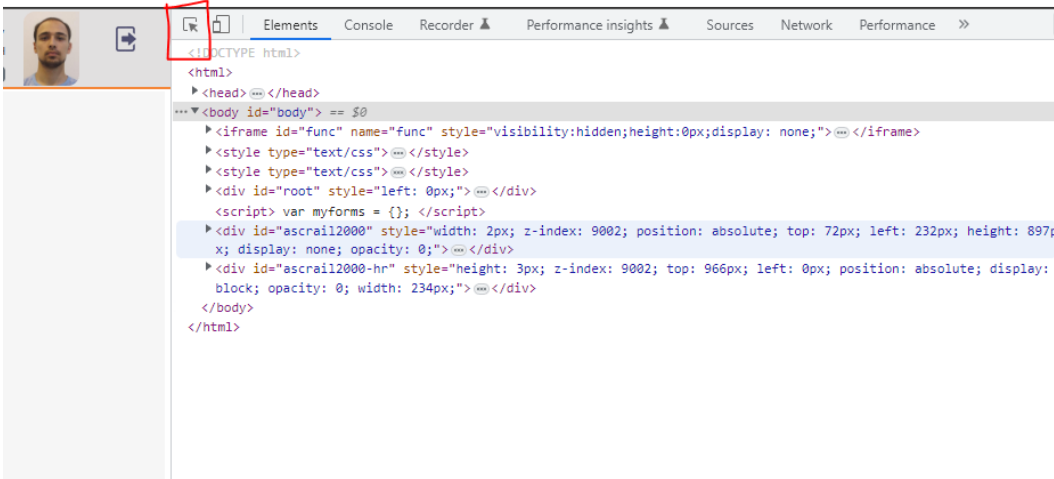 Elements Console Recorder Performance insights Sources Network Performance »
<!DOCTYPE html>
<html>
<head> ••• </head>
••• <body id="body"> == $0
<iframe id="func" name="func" style="visibility:hidden;height:0px;display: none;"> ••• </iframe>
<style type="text/css"> ••• </style>
<style type="text/css"> ••• </style>
<div id="root" style="left: 0px;"> ••• </div>
<script> var myforms = {}; </script>
<div id="ascrail2000" style="width: 2px; z-index: 9002; position: absolute; top: 72px; left: 232px; height: 897p
x; display: none; opacity: 0;"> ••• </div>
<div id="ascrail2000-hr" style="height: 3px; z-index: 9002; top: 966px; left: 0px; position: absolute; display:
block; opacity: 0; width: 234px;"> ••• </div>
</body>
</html>